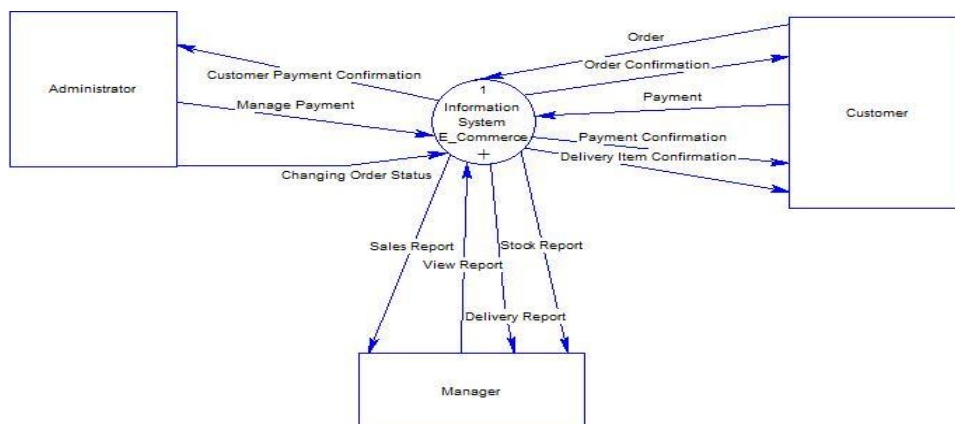 Order
Customer Payment Confirmation
Order Confirmation
Administrator
1
Information
System
E_Commerce
+
Manage Payment
Payment
Customer
Payment Confirmation
Delivery Item Confirmation
Changing Order Status
Sales Report
Stock Report
View Report
Delivery Report
Manager